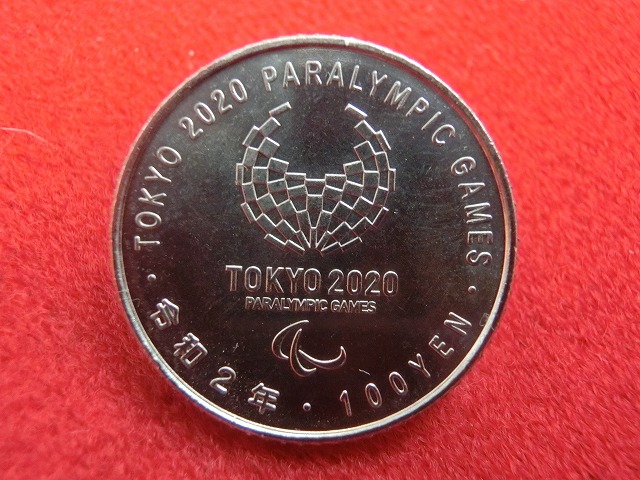 · TOKYO 2020 PARALYMPIC GAMES ·
TOKYO 2020
PARALYMPIC GAMES
令和2年 · 100YEN